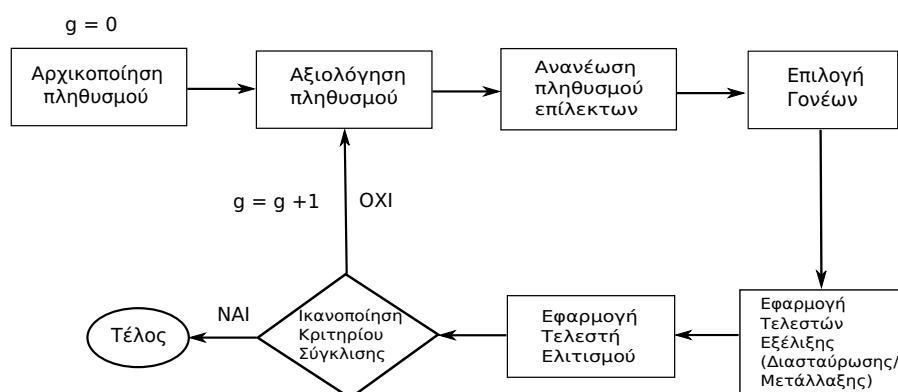 g = 0
Αρχικοποίηση
πληθυσμού
Αξιολόγηση
πληθυσμού
Ανανέωση
πληθυσμού
επίλεκτων
Επιλογή
Γονέων
g = g +1
ΟΧΙ
Εφαρμογή
Τελεστών
Εξέλιξης
(Διασταύρωσης/
Μετάλλαξης)
Εφαρμογή
Τελεστή
Ελιτισμού
Ικανοποίηση
Κριτηρίου
Σύγκλισης
ΝΑΙ
Τέλος